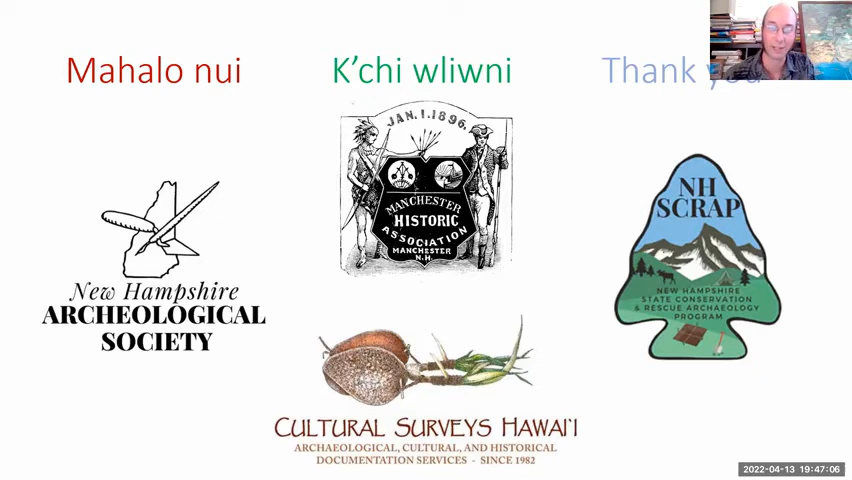 Mahalo nui
K'chi wliwni
Thank you
JAN. 1. 1896.
MANCHESTER
HISTORIC
ASSOCIATION
MANCHESTER
N.H.
New Hampshire
ARCHEOLOGICAL
SOCIETY
NH
SCRAP
NEW HAMPSHIRE
STATE CONSERVATION
& RESCUE ARCHAEOLOGY
PROGRAM
CULTURAL SURVEYS HAWAI'I
ARCHAEOLOGICAL, CULTURAL, AND HISTORICAL
DOCUMENTATION SERVICES - SINCE 1982
2022-04-13 19:47:06